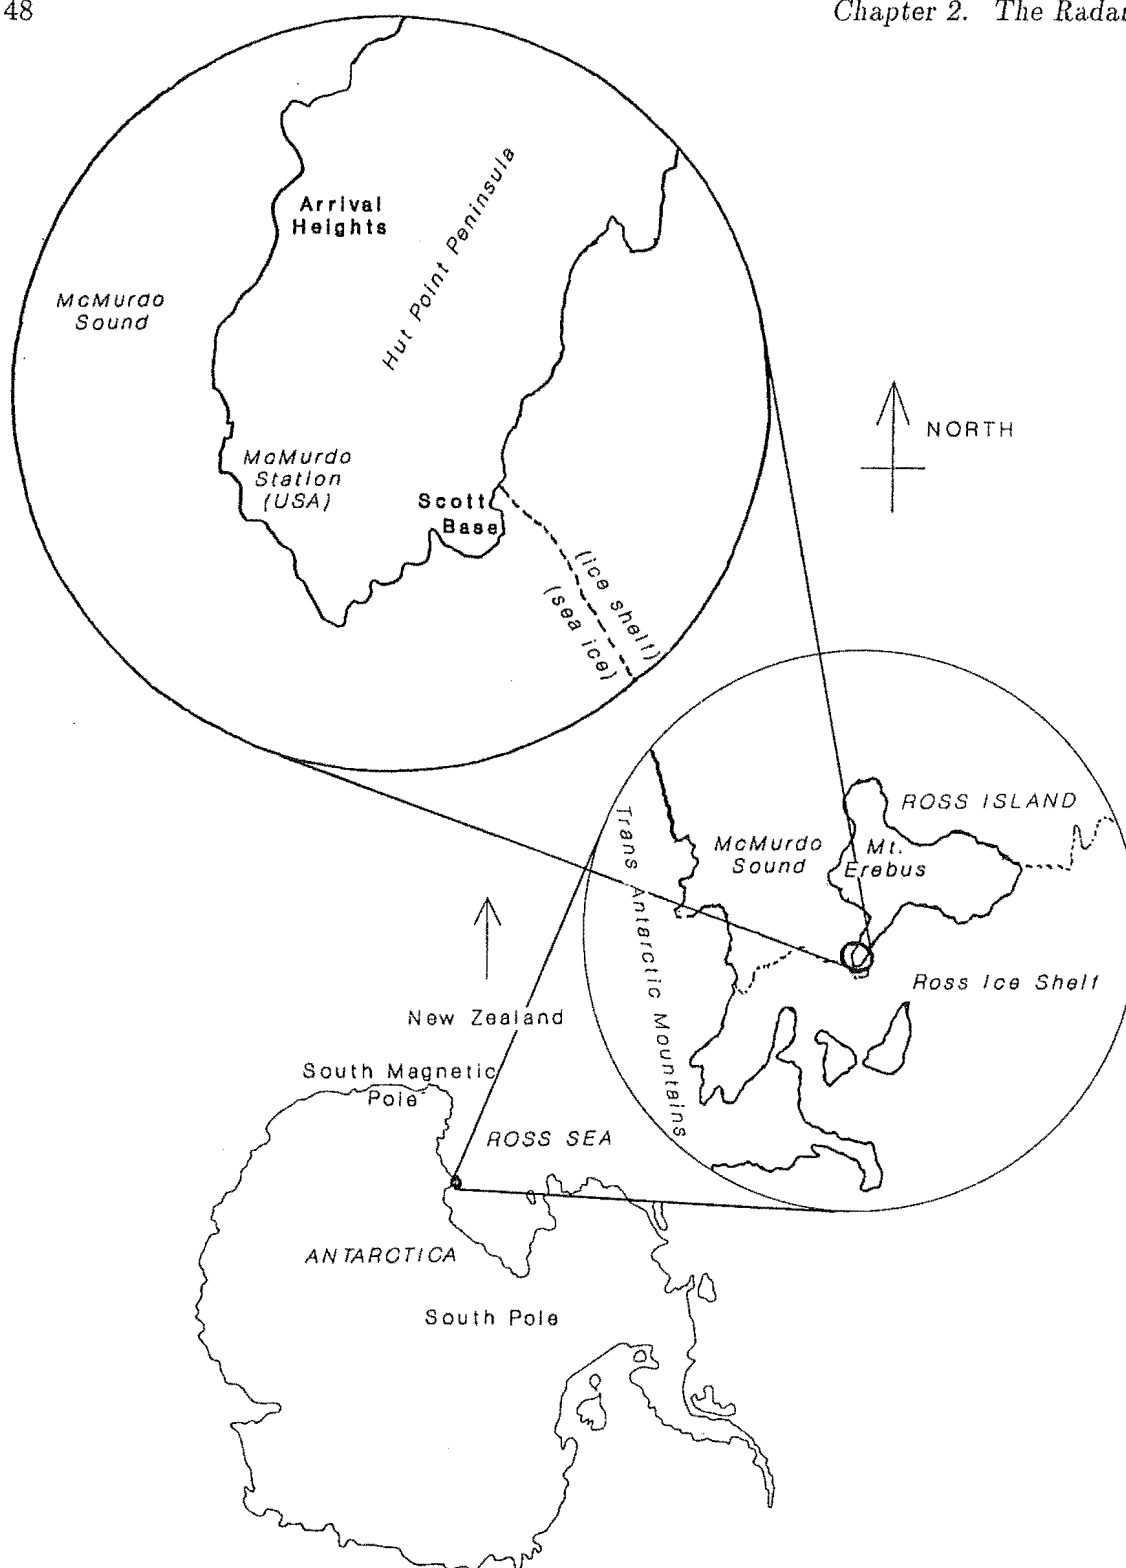 48
Chapter 2. The Radar
Arrival
Heights
Hut Point Peninsula
McMurdo
Sound
NORTH
McMurdo
Station
(USA)
Scott
Base
(ice shelf)
(sea ice)
ROSS ISLAND
Trans Antarctic Mountains
McMurdo
Sound
Mt.
Erebus
Ross Ice Shelf
New Zealand
South Magnetic
Pole
ROSS SEA
ANTARCTICA
South Pole